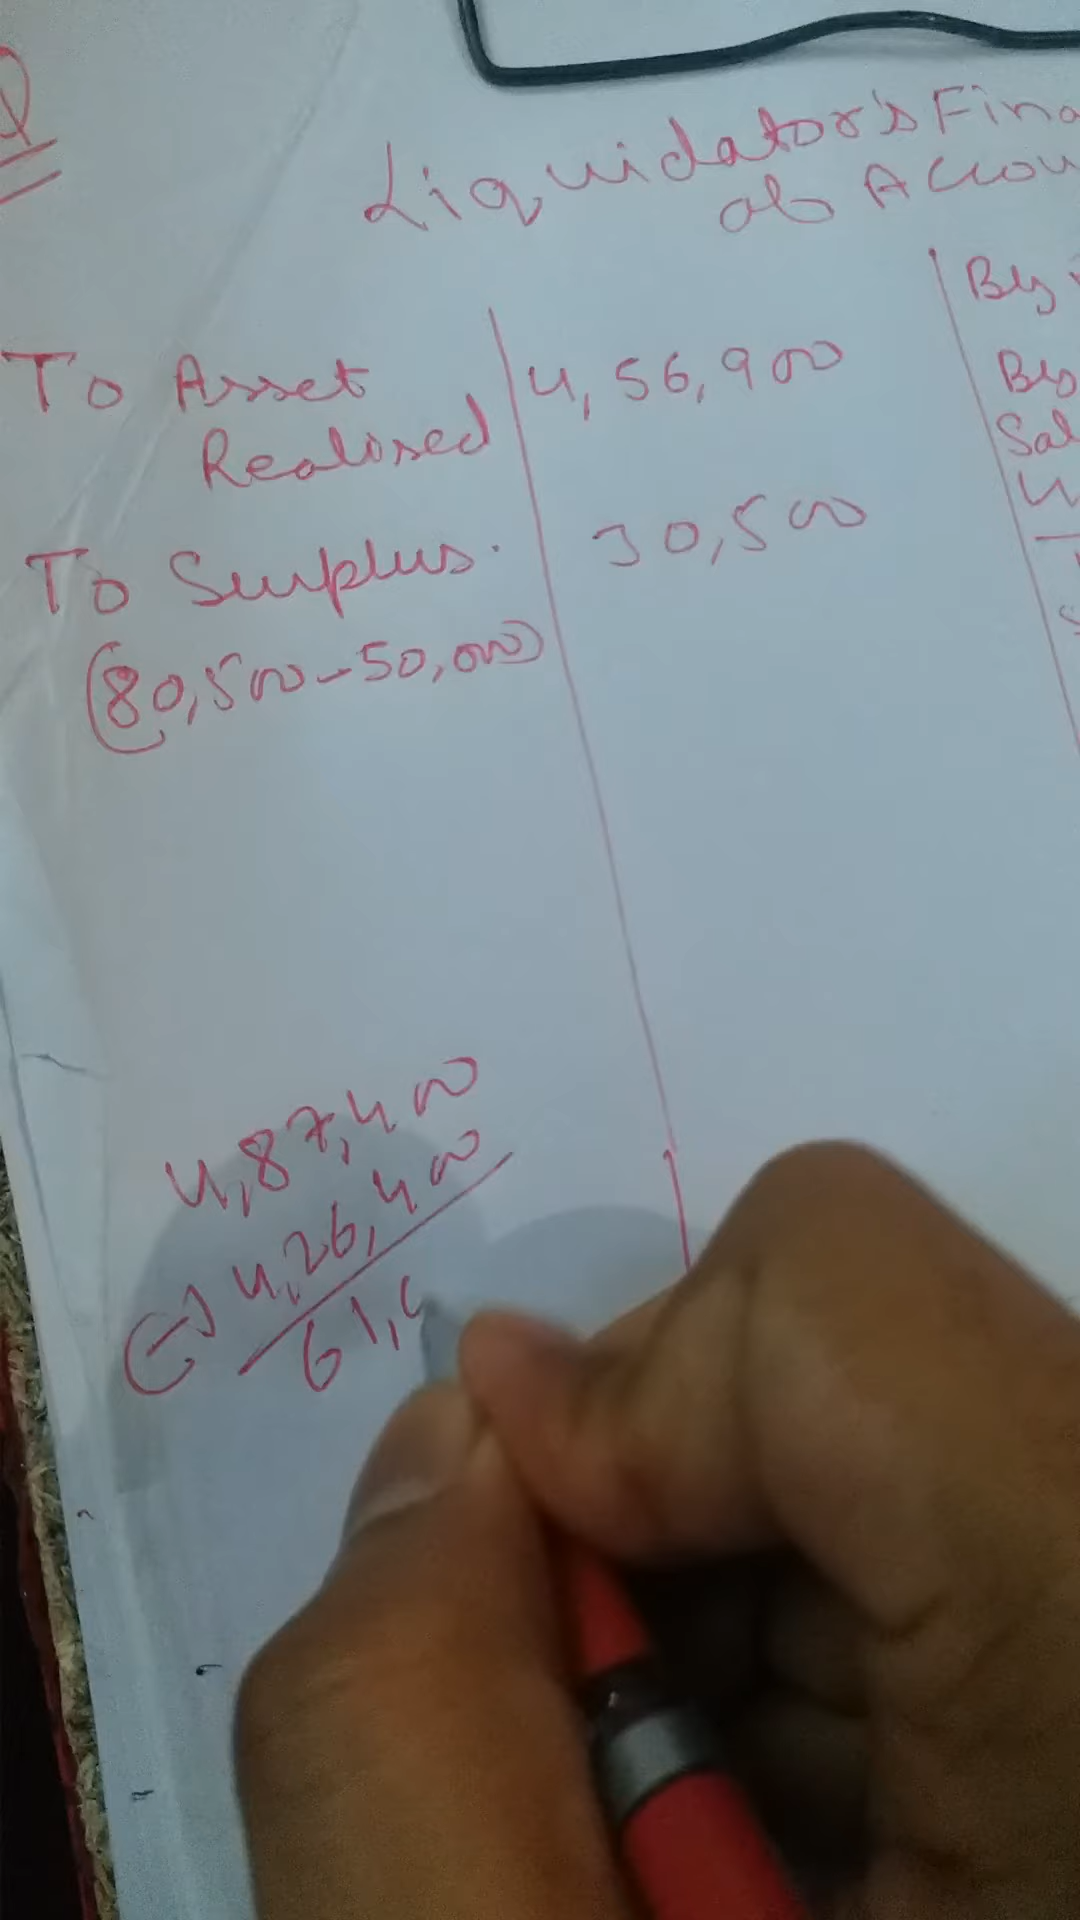 Q
Liquidator's Fina
ob Accou
To Asset
Realised
4,56,900
To Surplus.
30,500
(80,500-50,000)
By
By
Sal
4,87,400
(-) 4,26,400
61,